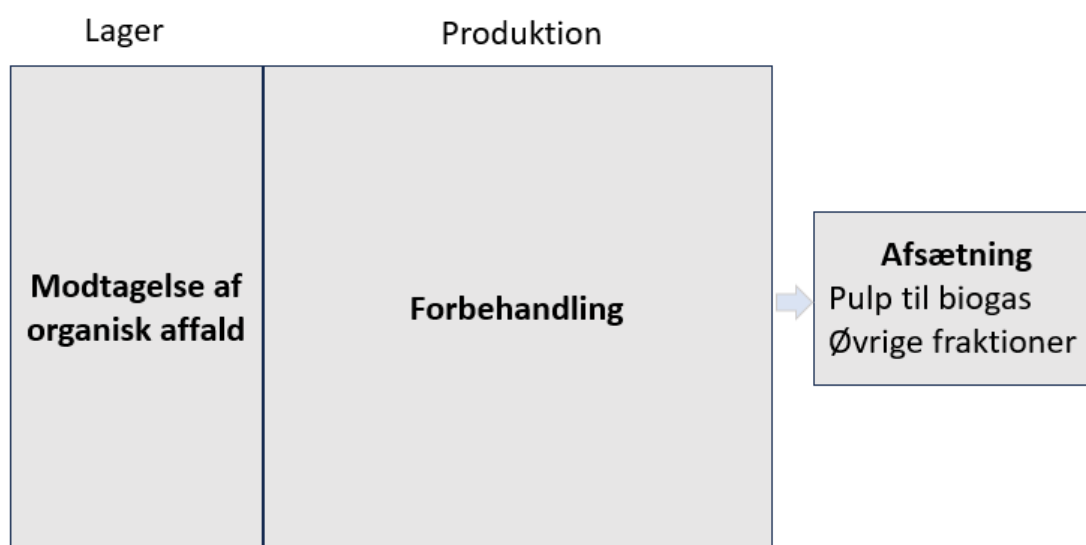 Lager
Produktion
Modtagelse af
organisk affald
Forbehandling
Afsætning
Pulp til biogas
Øvrige fraktioner